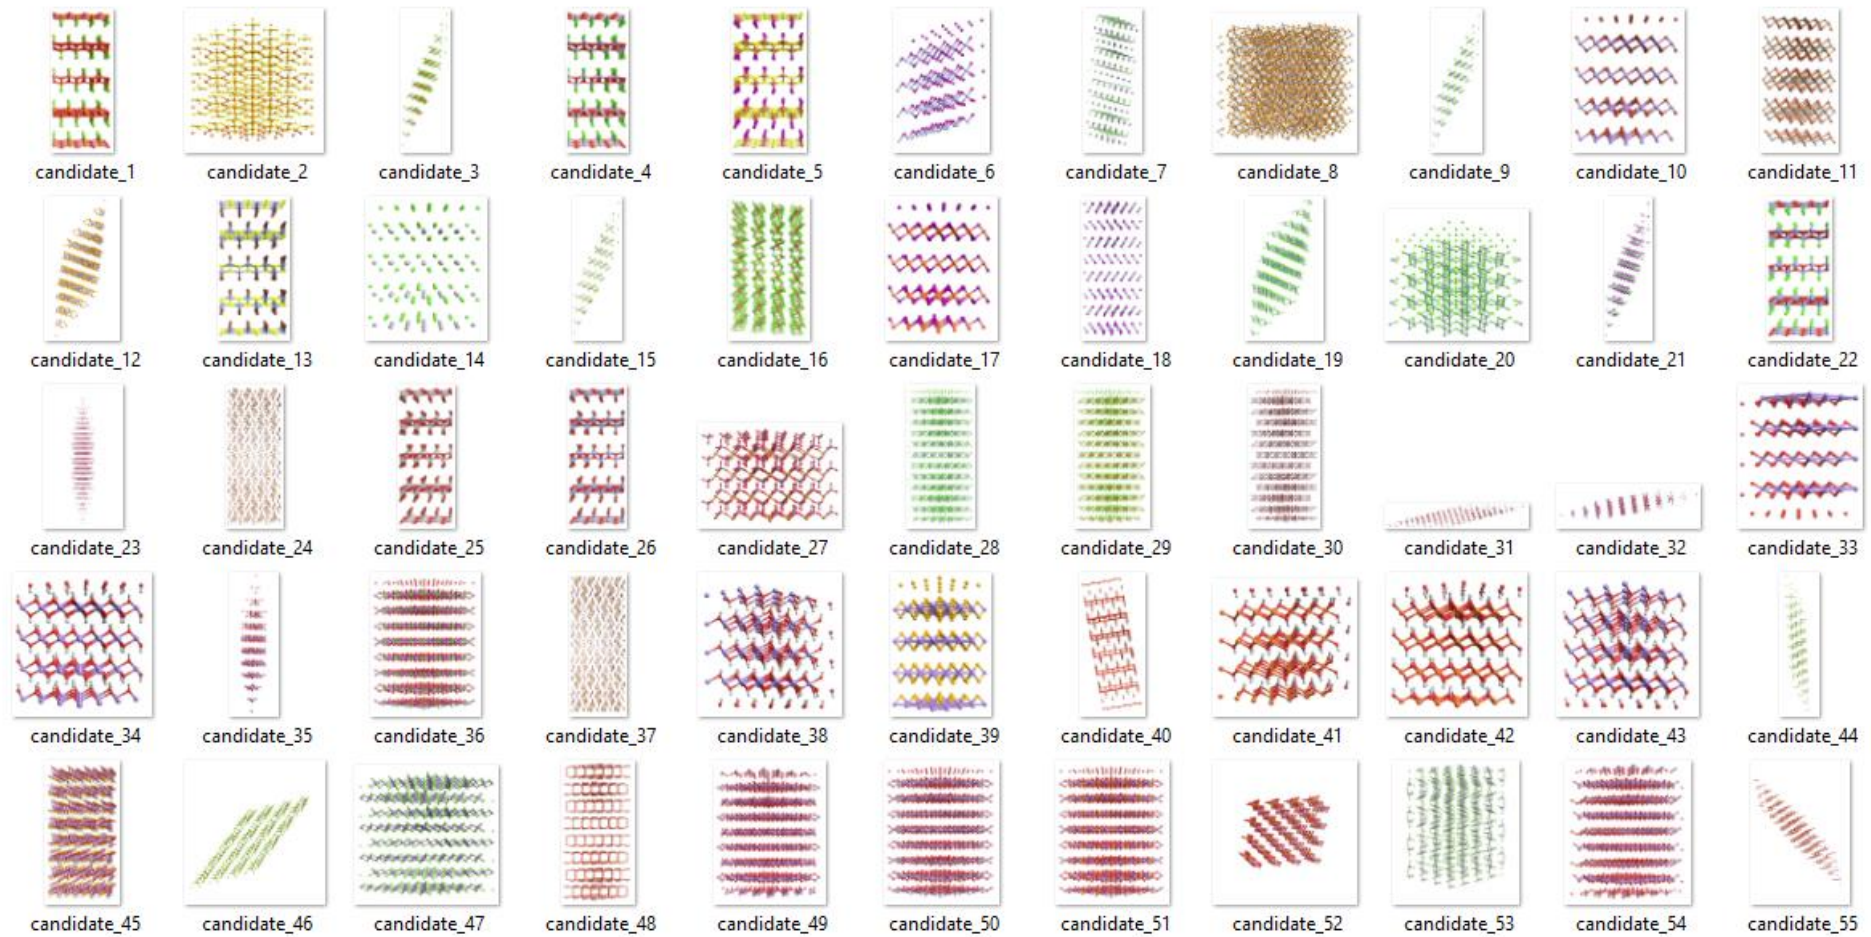 candidate_1 candidate_2 candidate_3 candidate_4 candidate_5 candidate_6 candidate_7 candidate_8 candidate_9 candidate_10 candidate_11
candidate_12 candidate_13 candidate_14 candidate_15 candidate_16 candidate_17 candidate_18 candidate_19 candidate_20 candidate_21 candidate_22
candidate_23 candidate_24 candidate_25 candidate_26 candidate_27 candidate_28 candidate_29 candidate_30 candidate_31 candidate_32 candidate_33
candidate_34 candidate_35 candidate_36 candidate_37 candidate_38 candidate_39 candidate_40 candidate_41 candidate_42 candidate_43 candidate_44
candidate_45 candidate_46 candidate_47 candidate_48 candidate_49 candidate_50 candidate_51 candidate_52 candidate_53 candidate_54 candidate_55